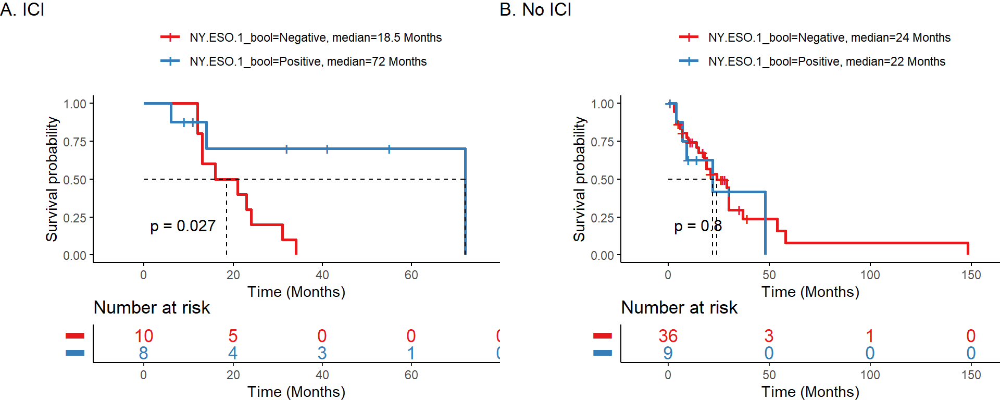 A. ICI
NY.ESO.1_bool=Negative, median=18.5 Months
NY.ESO.1_bool=Positive, median=72 Months
Survival probability
1.00
0.75
0.50
0.25
0.00
p = 0.027
0 20 40 60
Time (Months)
Number at risk
10 5 0 0
8 4 3 1
0 20 40 60
Time (Months)
B. No ICI
NY.ESO.1_bool=Negative, median=24 Months
NY.ESO.1_bool=Positive, median=22 Months
Survival probability
1.00
0.75
0.50
0.25
0.00
p = 0.8
0 50 100 150
Time (Months)
Number at risk
36 3 1 0
9 0 0 0
0 50 100 150
Time (Months)